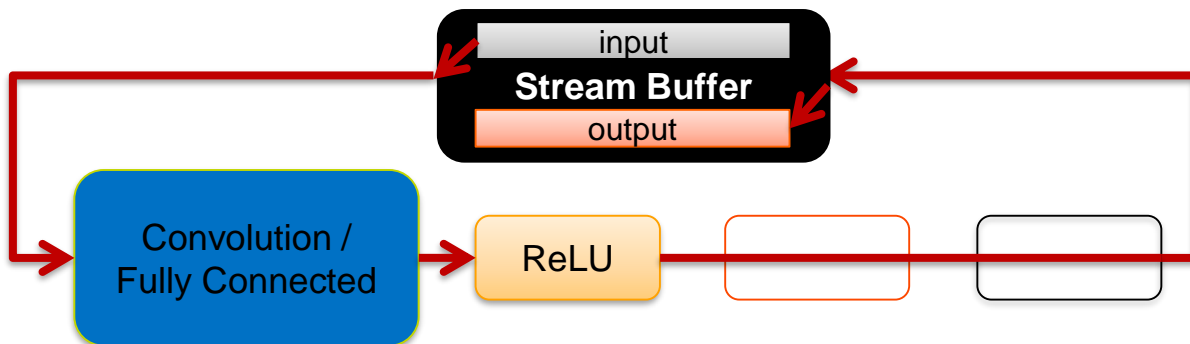 input
Stream Buffer
output
Convolution /
Fully Connected
ReLU